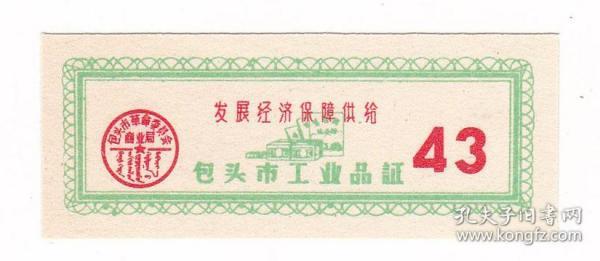 发展经济保障供给
包头市革命委员会
商业局
43
包头市工业品証
孔夫子旧书网
www.kongfz.com